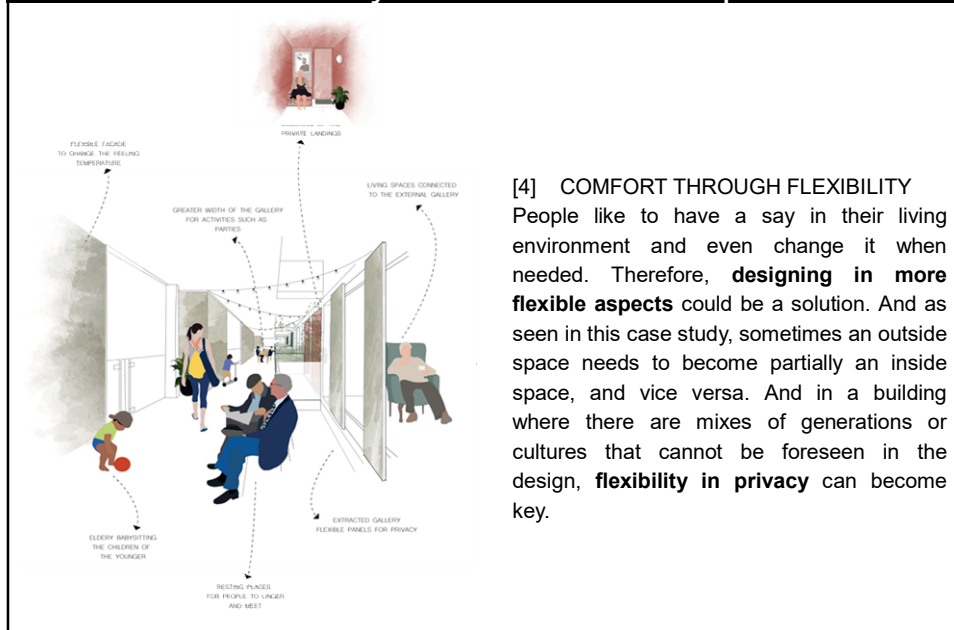 PRIVATE LANDINGS
FLEXIBLE FACADE
TO CHANGE THE FEELING
TEMPERATURE
LIVING SPACES CONNECTED
TO THE EXTERNAL GALLERY
GREATER WIDTH OF THE GALLERY
FOR ACTIVITIES SUCH AS
PARTIES
EXTRACTED GALLERY
FLEXIBLE PANELS FOR PRIVACY
ELDERY BABYSITTING
THE CHILDREN OF
THE YOUNGER
RESTING PLACES
FOR PEOPLE TO LINGER
AND MEET
[4] COMFORT THROUGH FLEXIBILITY
People like to have a say in their living
environment and even change it when
needed. Therefore, designing in more
flexible aspects could be a solution. And as
seen in this case study, sometimes an outside
space needs to become partially an inside
space, and vice versa. And in a building
where there are mixes of generations or
cultures that cannot be foreseen in the
design, flexibility in privacy can become
key.